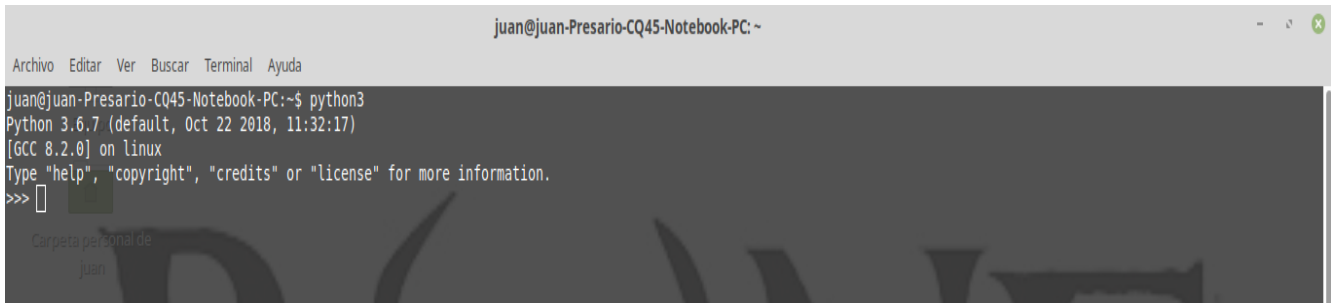 juan@juan-Presario-CQ45-Notebook-PC: ~
Archivo Editar Ver Buscar Terminal Ayuda
juan@juan-Presario-CQ45-Notebook-PC:~$ python3
Python 3.6.7 (default, Oct 22 2018, 11:32:17)
[GCC 8.2.0] on linux
Type "help", "copyright", "credits" or "license" for more information.
>>>
Carpeta personal de
juan